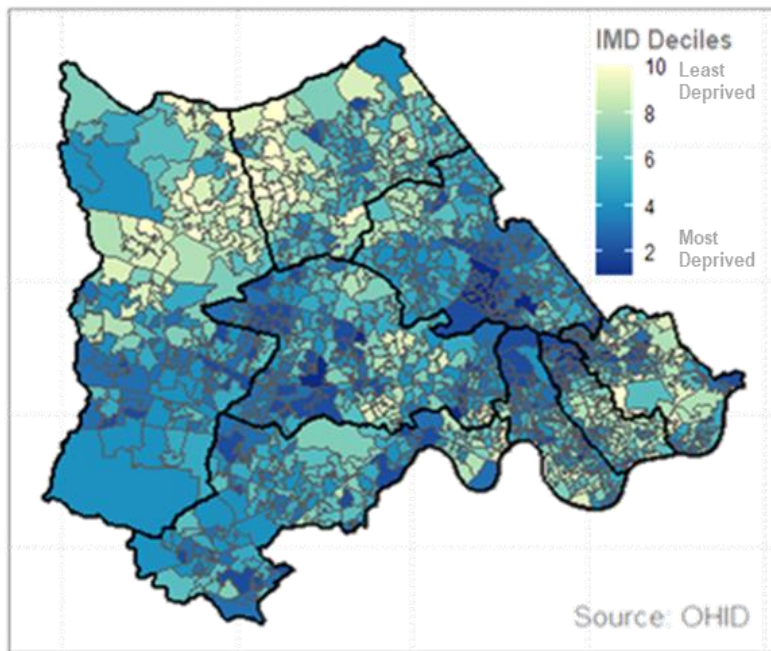 IMD Deciles
10 Least
Deprived
8
6
4
Most
2 Deprived
Source: OHID